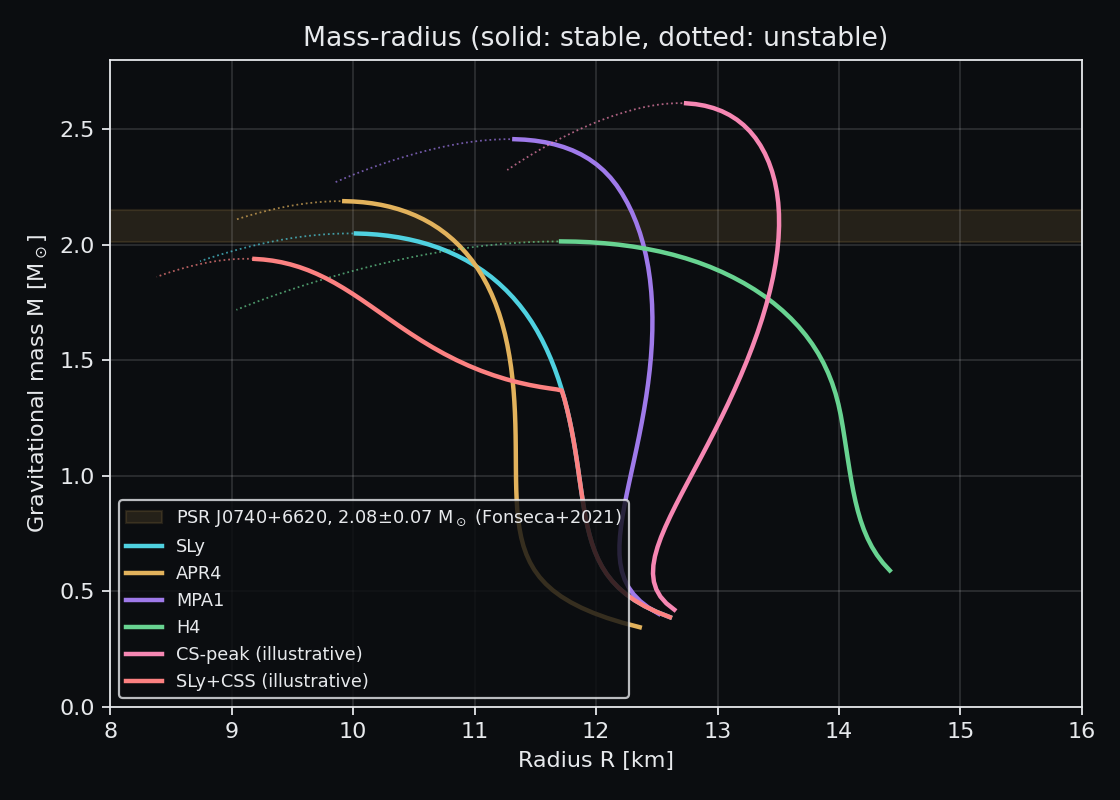 Mass-radius (solid: stable, dotted: unstable)
Gravitational mass M [M⊙]
2.5
2.0
1.5
1.0
0.5
0.0
PSR J0740+6620, 2.08±0.07 M⊙ (Fonseca+2021)
SLy
APR4
MPA1
H4
CS-peak (illustrative)
SLy+CSS (illustrative)
8 9 10 11 12 13 14 15 16
Radius R [km]